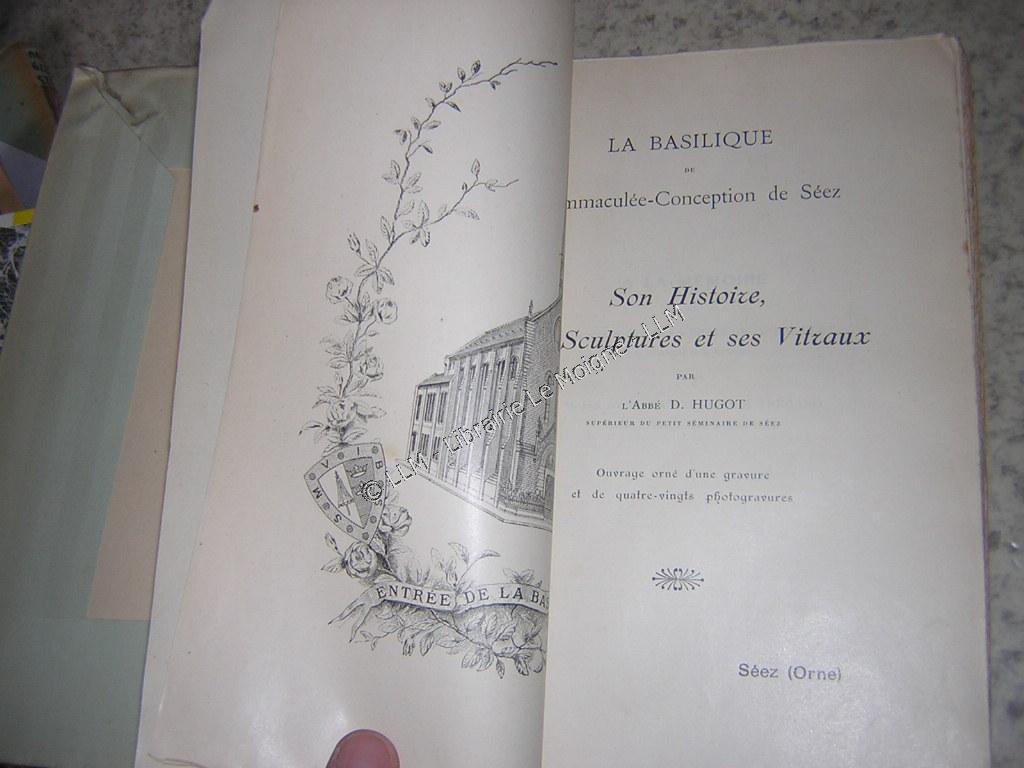 ENTRÉE DE LA BAS
LA BASILIQUE
DE
mmaculée-Conception de Séez
Son Histoire,
Sculptures et ses Vitraux
PAR
L'ABBÉ D. HUGOT
SUPÉRIEUR DU PETIT SÉMINAIRE DE SÉEZ
Ouvrage orné d'une gravure
et de quatre-vingts photogravures
Séez (Orne)
© LLM - Librairie Le Moigne - LLM